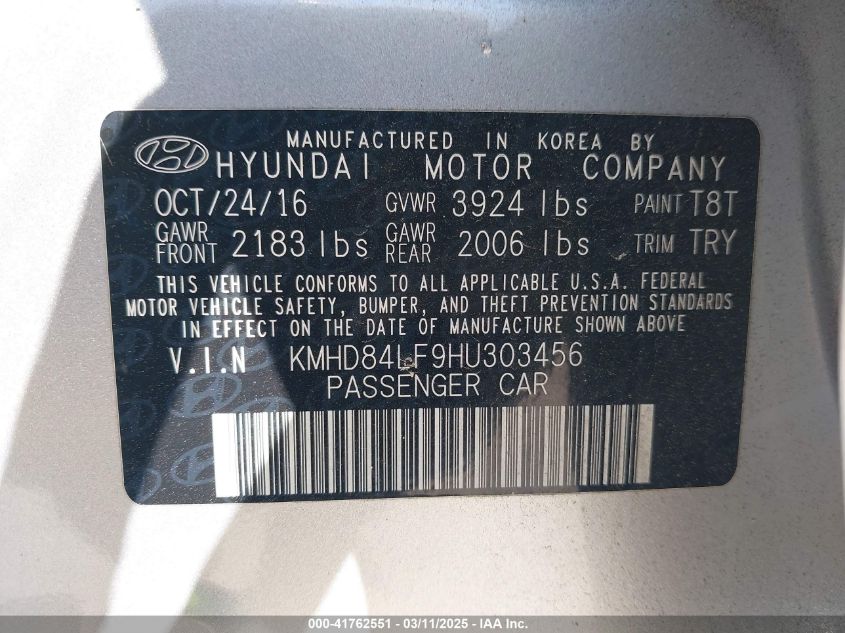 MANUFACTURED IN KOREA BY
HYUNDAI MOTOR COMPANY
OCT/24/16 GVWR 3924 lbs PAINT T8T
GAWR FRONT 2183 lbs GAWR REAR 2006 lbs TRIM TRY
THIS VEHICLE CONFORMS TO ALL APPLICABLE U.S.A. FEDERAL
MOTOR VEHICLE SAFETY, BUMPER, AND THEFT PREVENTION STANDARDS
IN EFFECT ON THE DATE OF MANUFACTURE SHOWN ABOVE
V.I.N KMHD84LF9HU303456
PASSENGER CAR
000-41762551 - 03/11/2025 - IAA Inc.